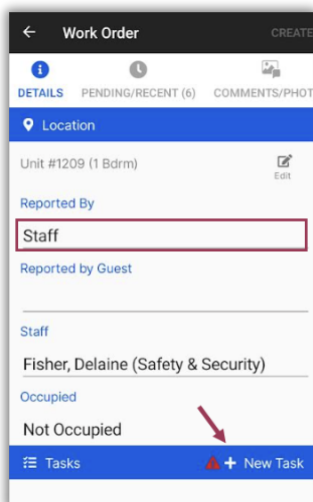 Work Order
CREATE
DETAILS PENDING/RECENT (6) COMMENTS/PHOT
Location
Unit #1209 (1 Bdrm)
Edit
Reported By
Staff
Reported by Guest
Staff
Fisher, Delaine (Safety & Security)
Occupied
Not Occupied
Tasks
+ New Task